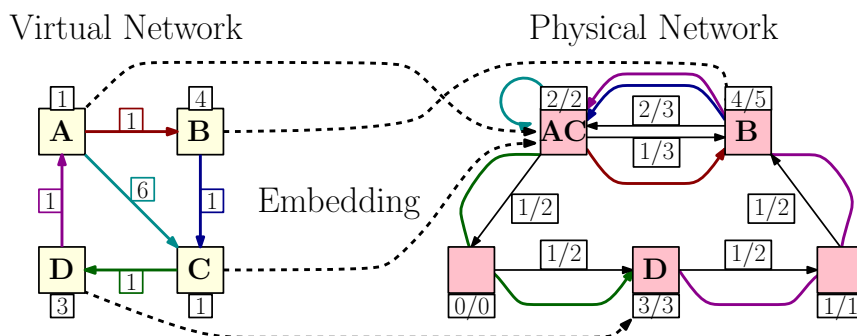 Virtual Network
Physical Network
1
4
2/2
4/5
A
1
B
AC
2/3
B
1/3
1
6
1
Embedding
1/2
1/2
D
1
C
1/2
D
1/2
3
1
0/0
3/3
1/1